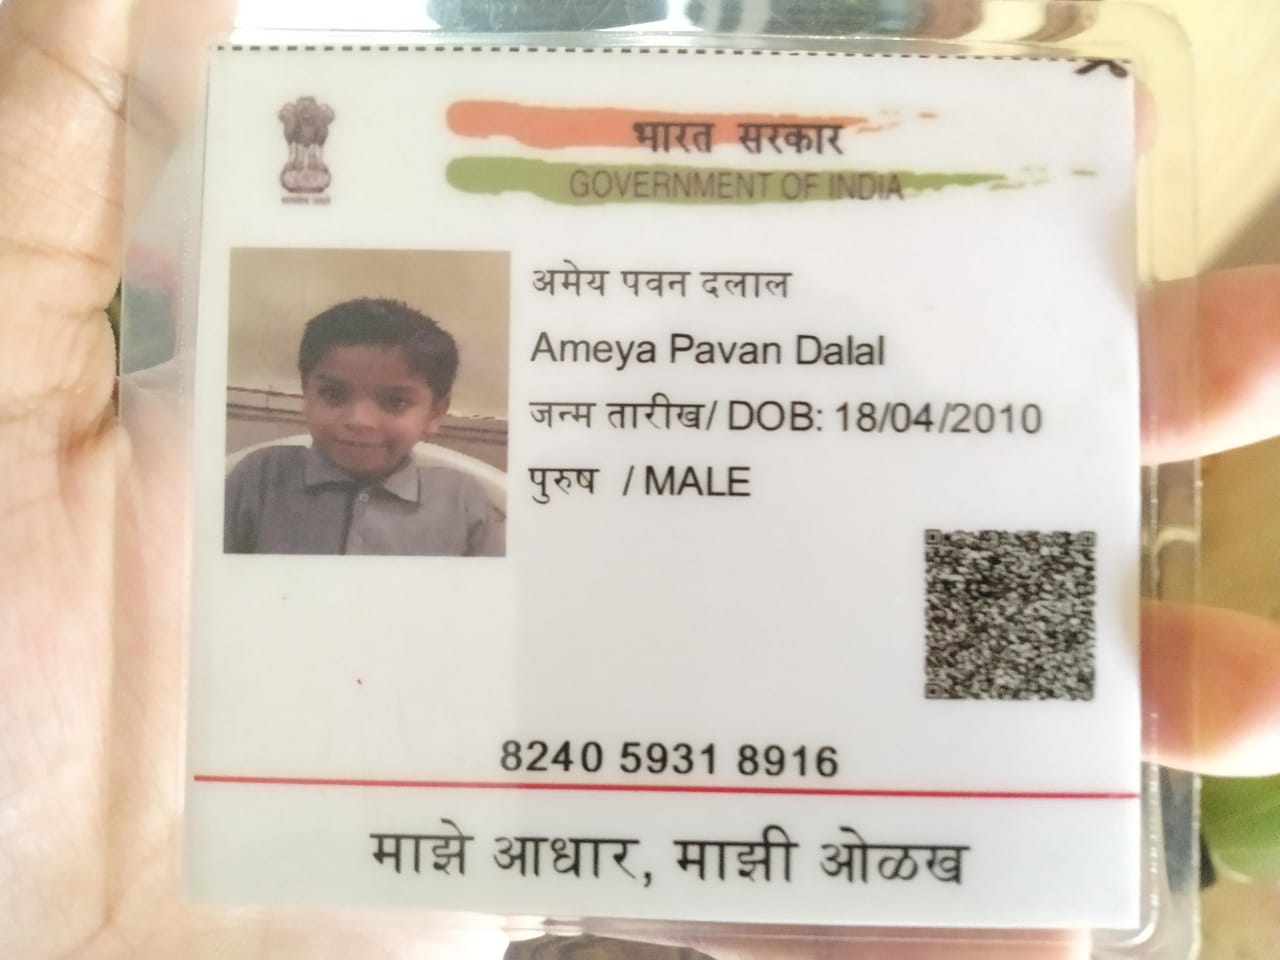 भारत सरकार
GOVERNMENT OF INDIA
अमेय पवन दलाल
Ameya Pavan Dalal
जन्म तारीख/ DOB: 18/04/2010
पुरुष / MALE
8240 5931 8916
माझे आधार, माझी ओळख